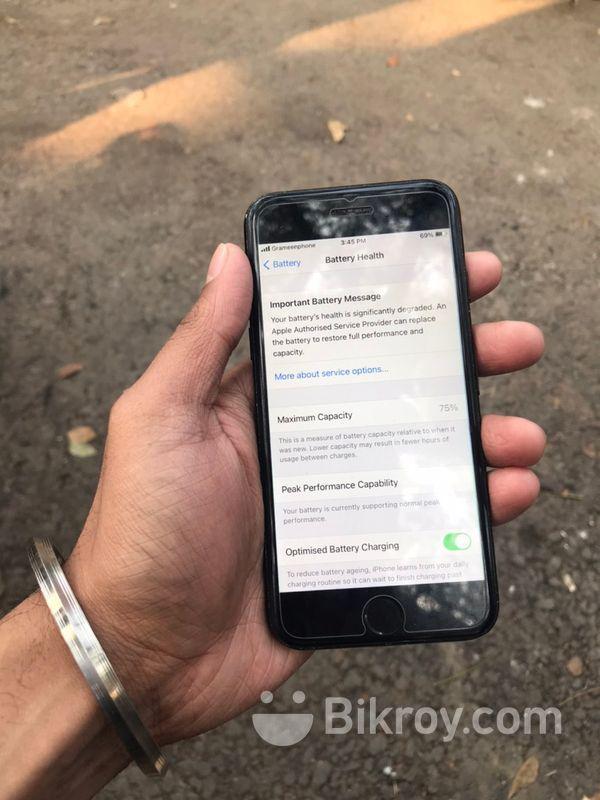 Grameenphone 3:45 PM 69%
Battery Battery Health
Important Battery Message
Your battery's health is significantly degraded. An
Apple Authorised Service Provider can replace
the battery to restore full performance and
capacity.
More about service options...
Maximum Capacity 75%
This is a measure of battery capacity relative to when it
was new. Lower capacity may result in fewer hours of
usage between charges.
Peak Performance Capability
Your battery is currently supporting normal peak
performance.
Optimised Battery Charging
To reduce battery ageing, iPhone learns from your daily
charging routine so it can wait to finish charging past
Bikroy.com